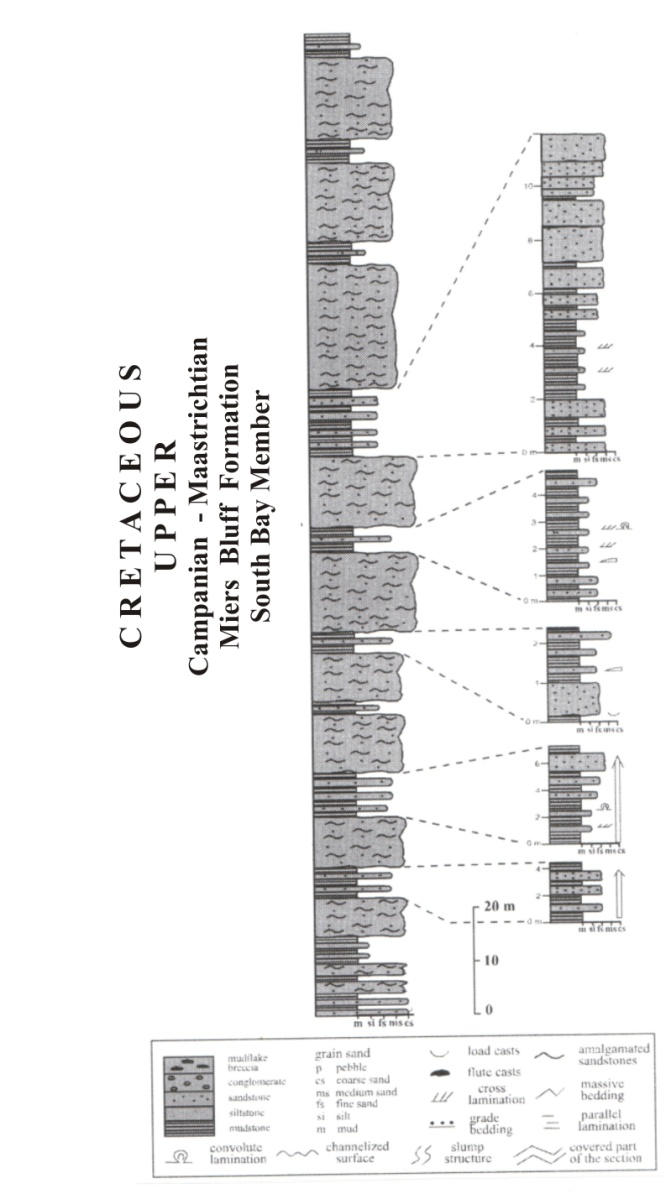 CRETACEOUS
UPPER
Campanian - Maastrichtian
Miers Bluff Formation
South Bay Member
10
8
6
4
2
0 m
m si fs ms cs
4
3
2
1
0 m
m si fs ms cs
2
1
0 m
m si fs ms cs
6
4
2
0 m
m si fs ms cs
4
2
0 m
m si fs ms cs
20 m
10
0
m si fs ms cs
mudflake
breccia
conglomerate
sandstone
siltstone
mudstone
grain sand
p pebble
cs coarse sand
ms medium sand
fs fine sand
si silt
m mud
load casts
flute casts
cross
lamination
grade
bedding
amalgamated
sandstones
massive
bedding
parallel
lamination
convolute
lamination
channelized
surface
slump
structure
covered part
of the section